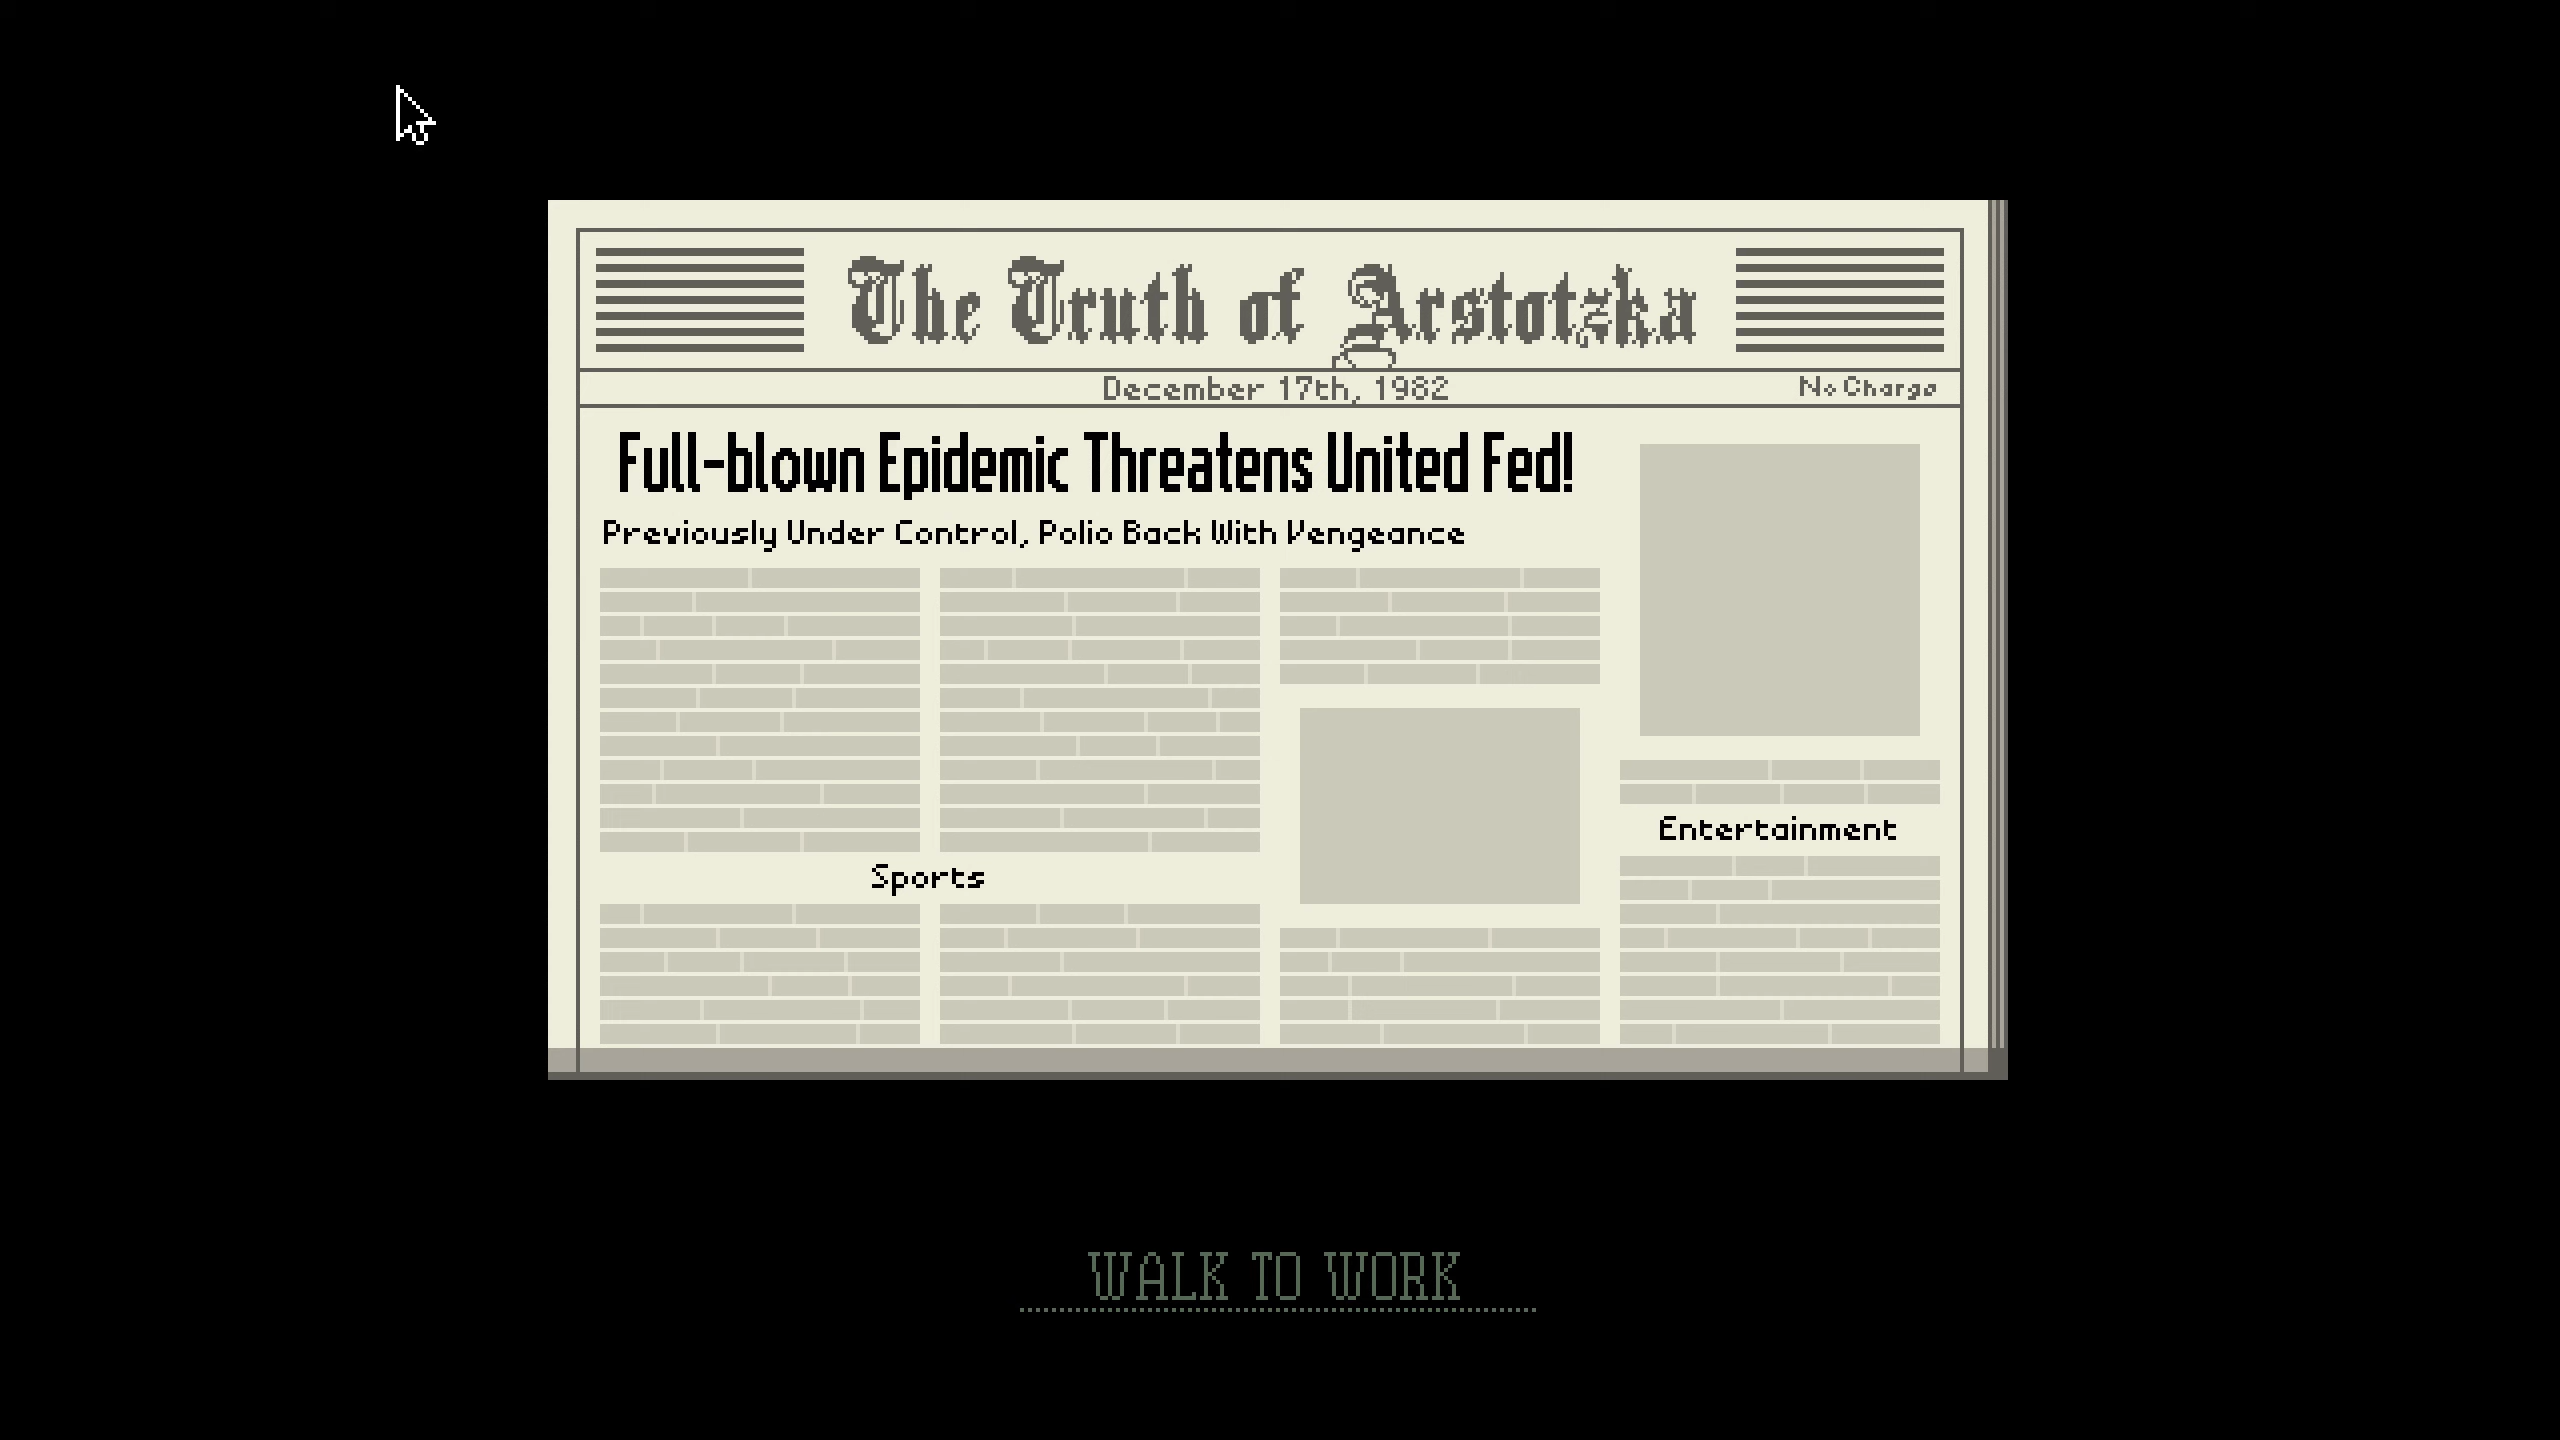 The Truth of Arstotzka
December 17th, 1982
No Charge
Full-blown Epidemic Threatens United Fed!
Previously Under Control, Polio Back With Vengeance
Entertainment
Sports
WALK TO WORK